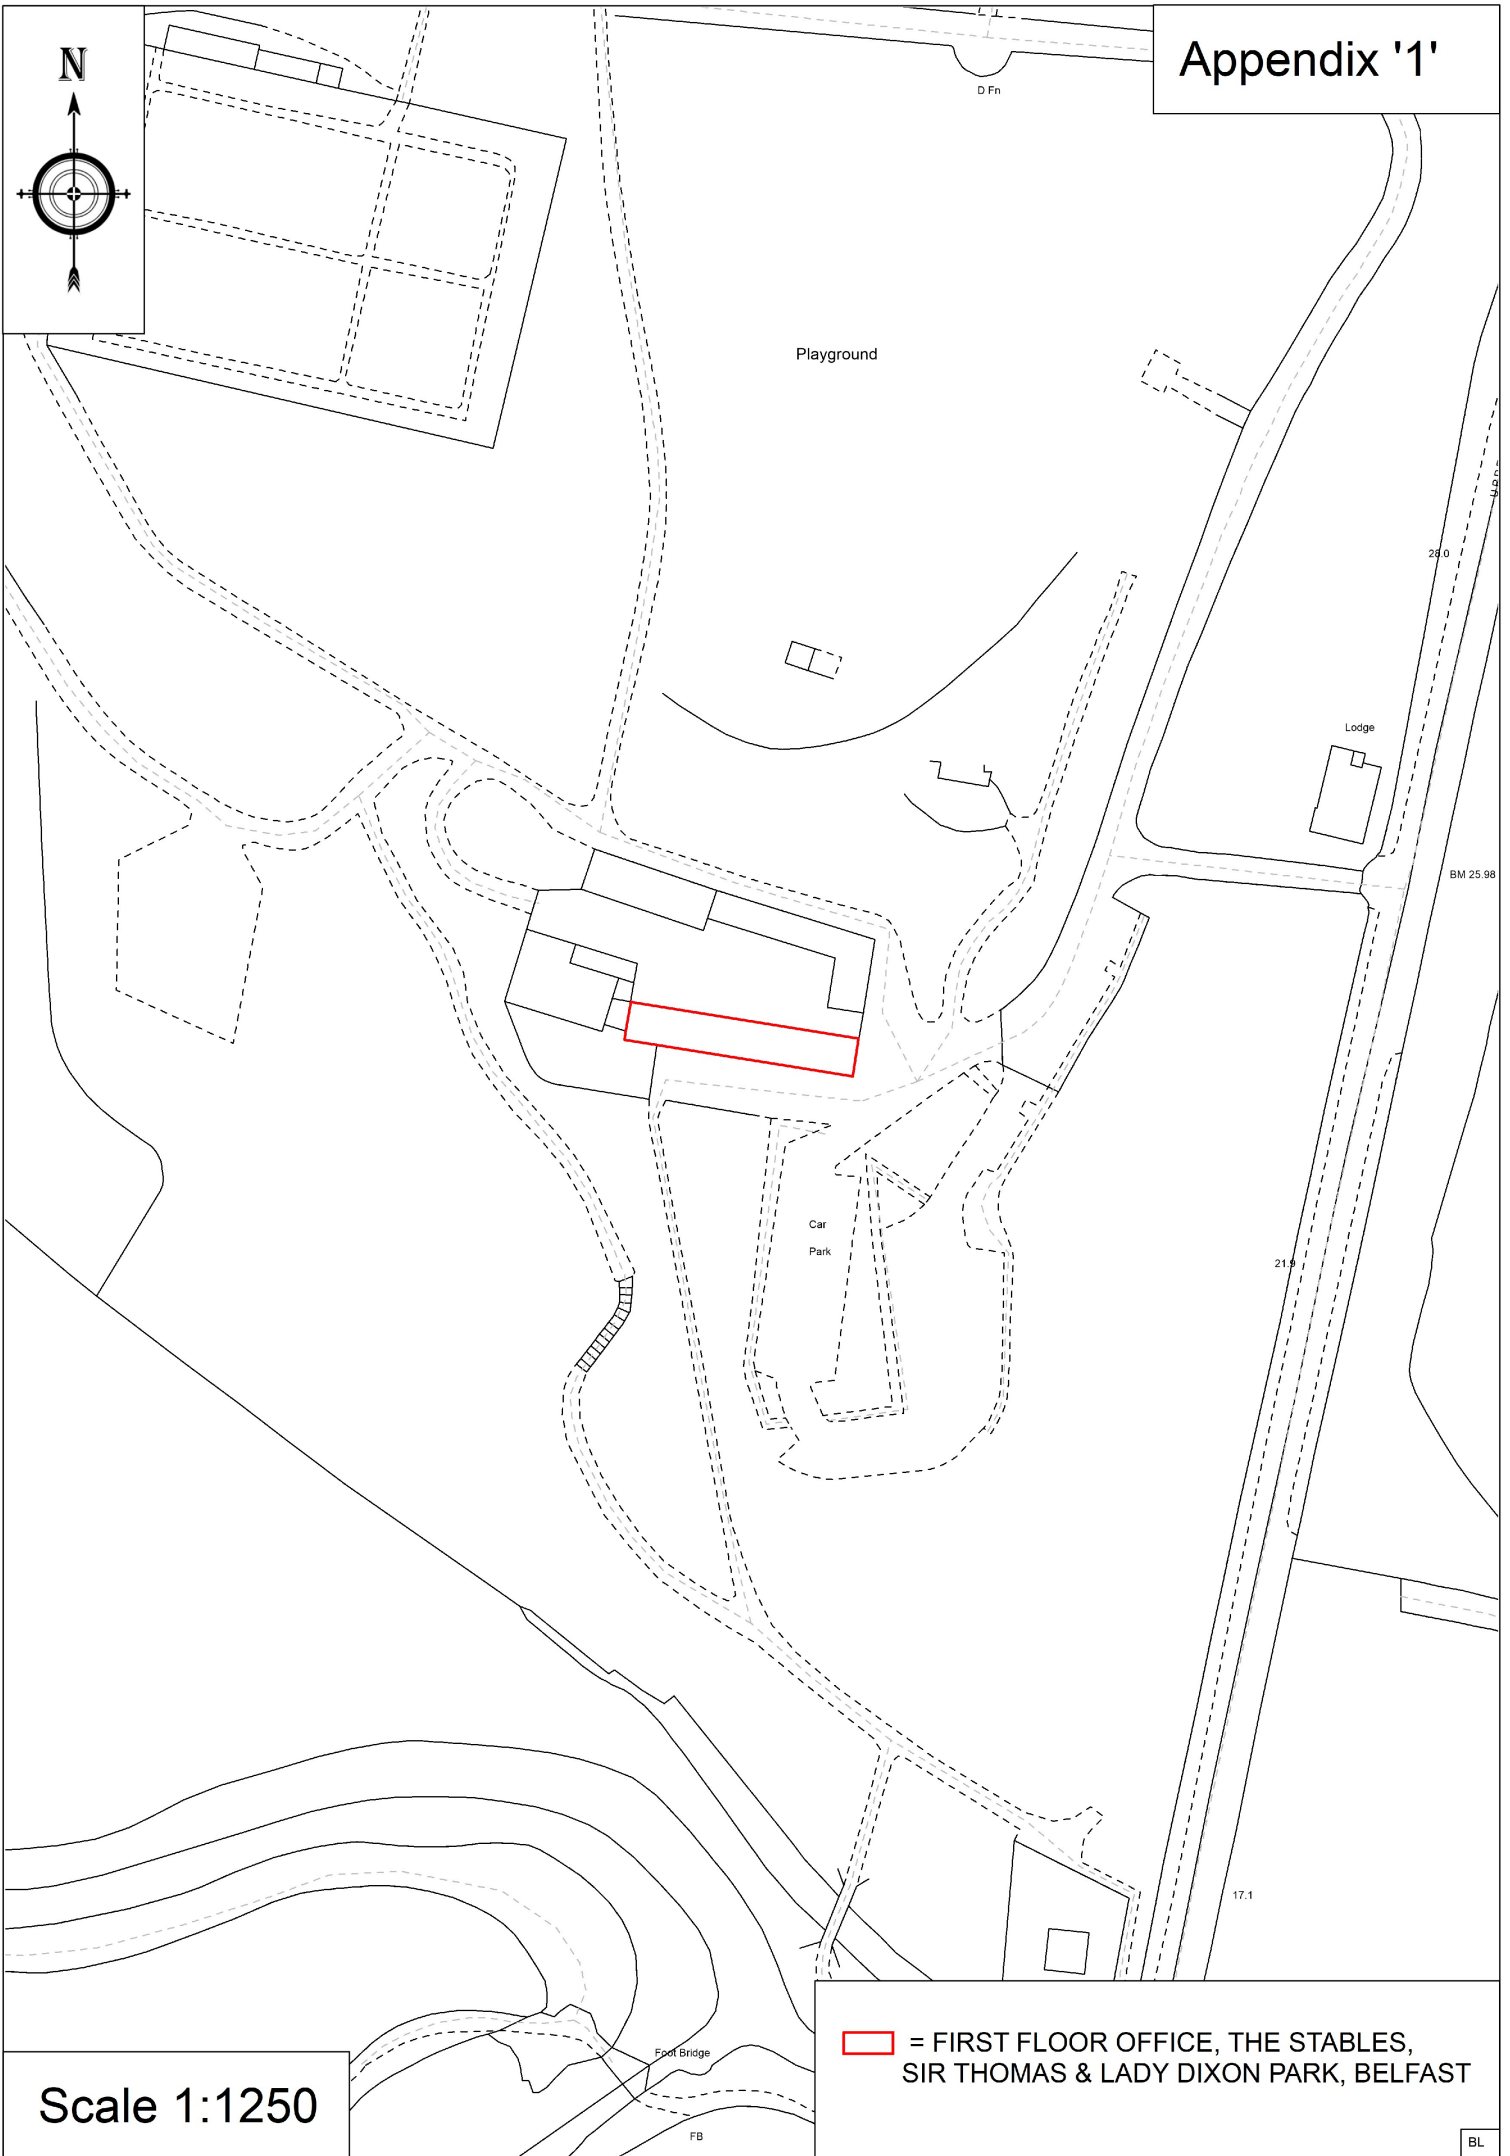 N
Appendix '1'
D Fn
Playground
28.0
Lodge
BM 25.98
Car
Park
21.9
17.1
= FIRST FLOOR OFFICE, THE STABLES,
SIR THOMAS & LADY DIXON PARK, BELFAST
Foot Bridge
Scale 1:1250
FB
BL